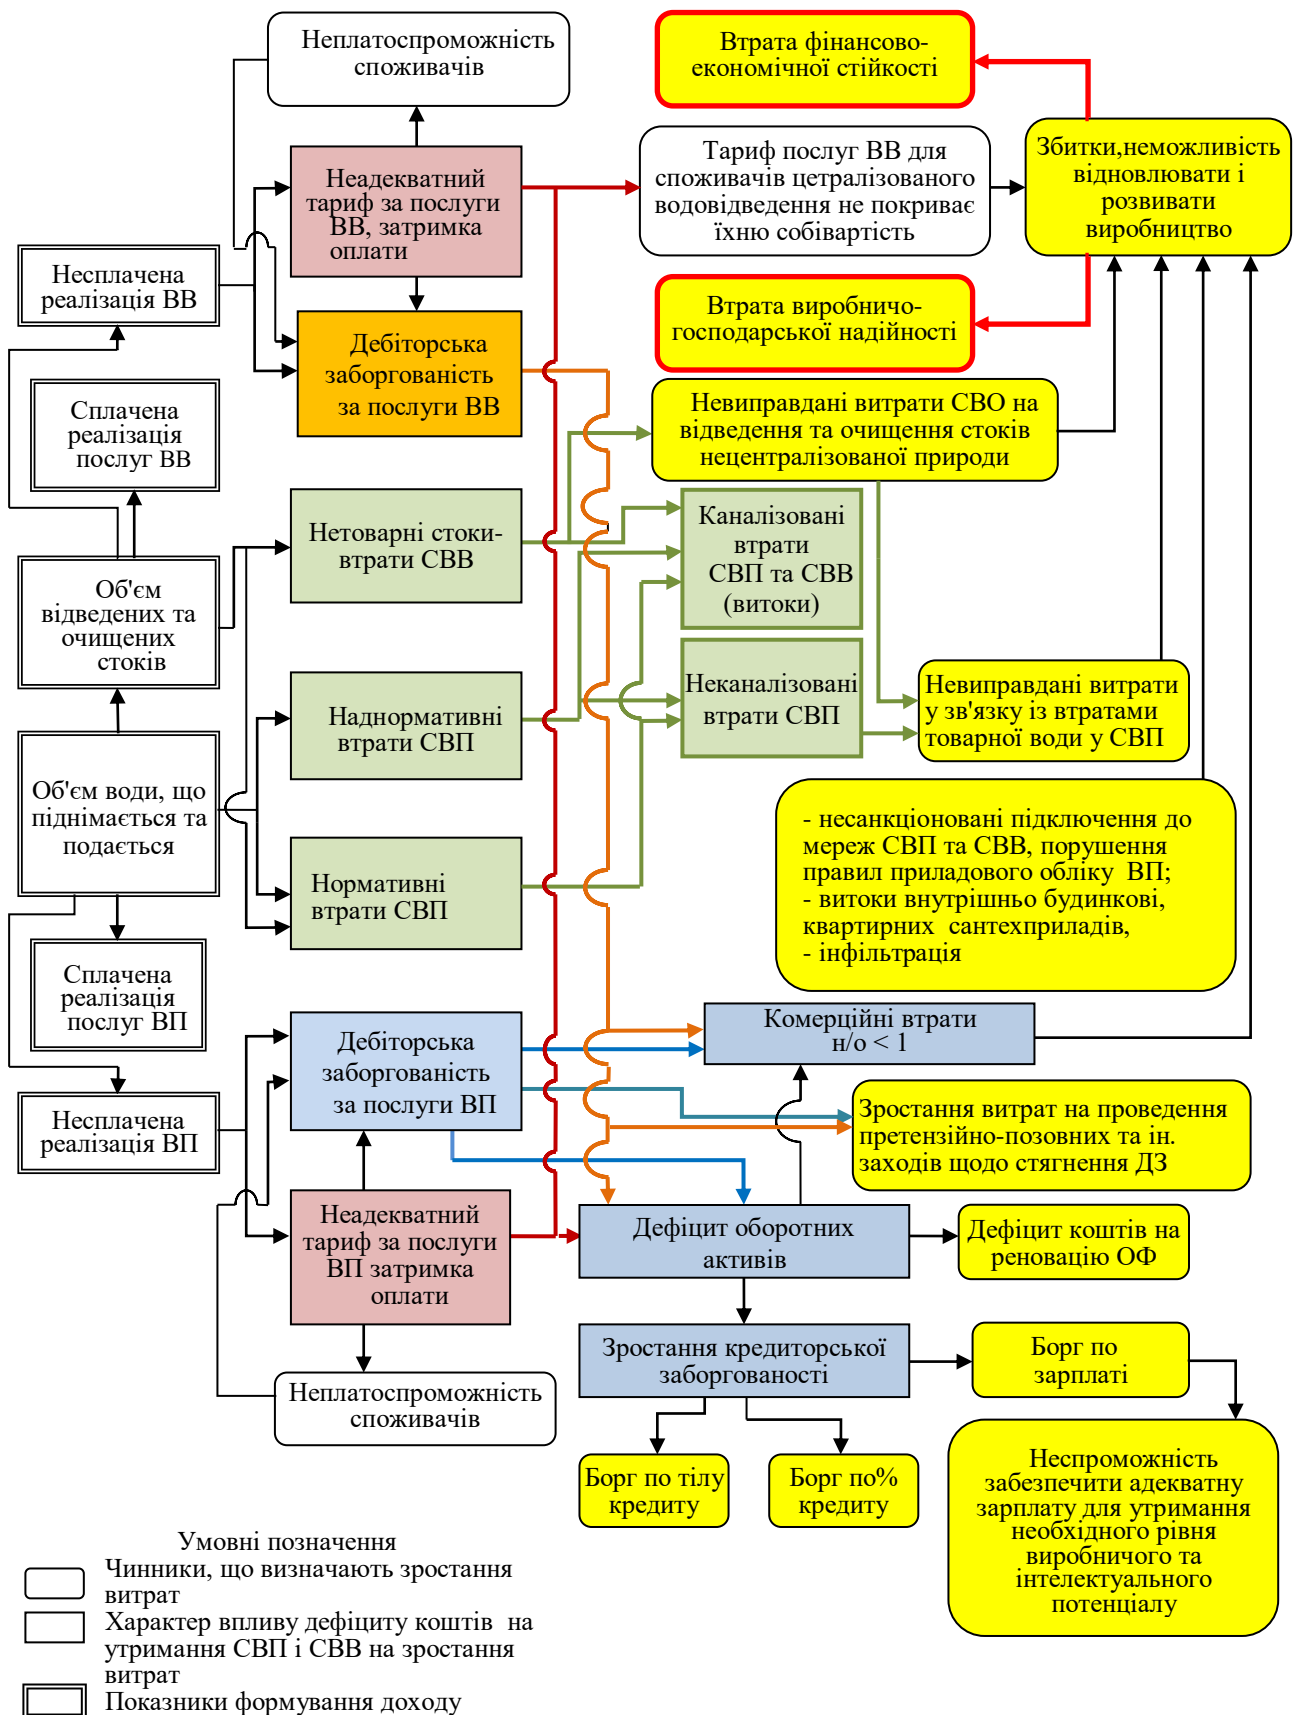 Неплатоспроможність
споживачів
Втрата фінансово-
економічної стійкості
Неадекватний
тариф за послуги
ВВ, затримка
оплати
Тариф послуг ВВ для
споживачів цетралізованого
водовідведення не покриває
їхню собівартість
Збитки,неможливість
відновлювати і
розвивати
виробництво
Несплачена
реалізація ВВ
Втрата виробничо-
господарської надійності
Дебіторська
заборгованість
за послуги ВВ
Сплачена
реалізація
послуг ВВ
Невиправдані витрати СВО на
відведення та очищення стоків
нецентралізованої природи
Нетоварні стоки-
втрати СВВ
Каналізовані
втрати
СВП та СВВ
(витоки)
Об'єм
відведених та
очищених
стоків
Наднормативні
втрати СВП
Неканалізовані
втрати СВП
Невиправдані витрати
у зв'язку із втратами
товарної води у СВП
Об'єм води, що
піднімається та
подається
- несанкціоновані підключення до
мереж СВП та СВВ, порушення
правил приладового обліку  ВП;
- витоки внутрішньо будинкові,
квартирних  сантехприладів,
- інфільтрація
Нормативні
втрати СВП
Сплачена
реалізація
послуг ВП
Дебіторська
заборгованість
за послуги ВП
Комерційні втрати
н/о < 1
Несплачена
реалізація ВП
Зростання витрат на проведення
претензійно-позовних та ін.
заходів щодо стягнення ДЗ
Неадекватний
тариф за послуги
ВП затримка
оплати
Дефіцит оборотних
активів
Дефіцит коштів на
реновацію ОФ
Зростання кредиторської
заборгованості
Борг по
зарплаті
Неплатоспроможність
споживачів
Борг по тілу
кредиту
Борг по%
кредиту
Неспроможність
забезпечити адекватну
зарплату для утримання
необхідного рівня
виробничого та
інтелектуального
потенціалу
Умовні позначення
Чинники, що визначають зростання
витрат
Характер впливу дефіциту коштів  на
утримання СВП і СВВ на зростання
витрат
Показники формування доходу